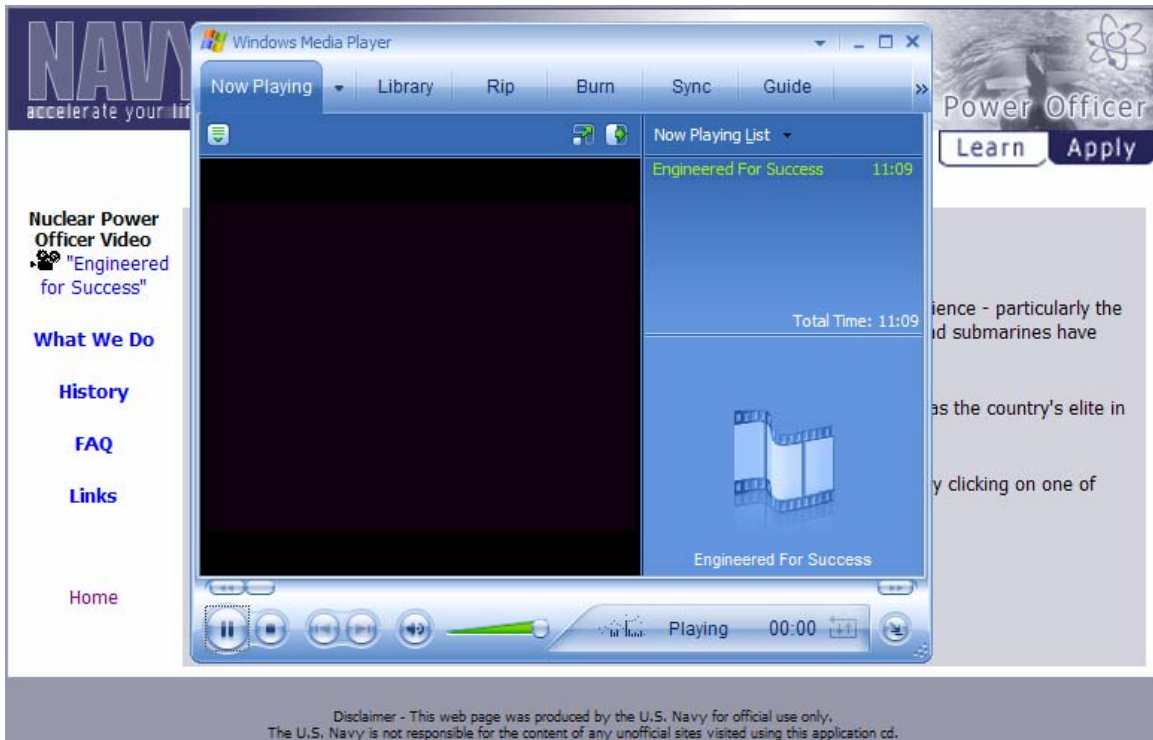 NAVY
accelerate your lif
Power Officer
Learn Apply
Windows Media Player
Now Playing Library Rip Burn Sync Guide
Now Playing List
Engineered For Success 11:09
Total Time: 11:09
Engineered For Success
Playing 00:00
Nuclear Power
Officer Video
"Engineered
for Success"
What We Do
History
FAQ
Links
Home
ience - particularly the
d submarines have
as the country's elite in
y clicking on one of
Disclaimer - This web page was produced by the U.S. Navy for official use only.
The U.S. Navy is not responsible for the content of any unofficial sites visited using this application cd.